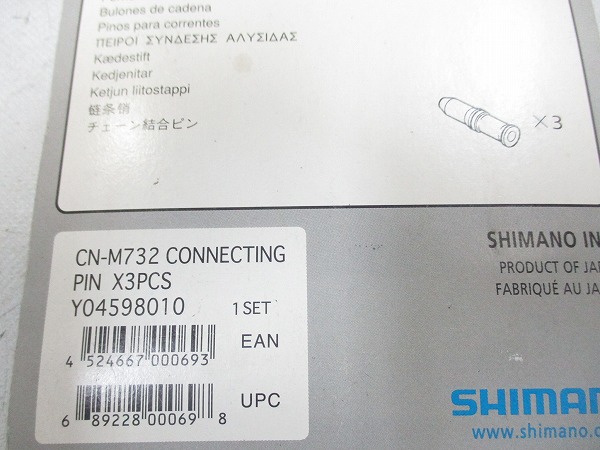 Bulones de cadena
Pinos para correntes
ΠΕΙΡΟΙ ΣΥΝΔΕΣΗΣ ΑΛΥΣΙΔΑΣ
Kædestift
Kedjenitar
Ketjun liitostappi
链条销
チェーン結合ピン
×3
CN-M732 CONNECTING
PIN X3PCS
Y04598010 1 SET
EAN
4 524667 000693
UPC
6 89228 00069 8
SHIMANO IN
PRODUCT OF JA
FABRIQUÉ AU JA
SHIMAN
www.shimano.c